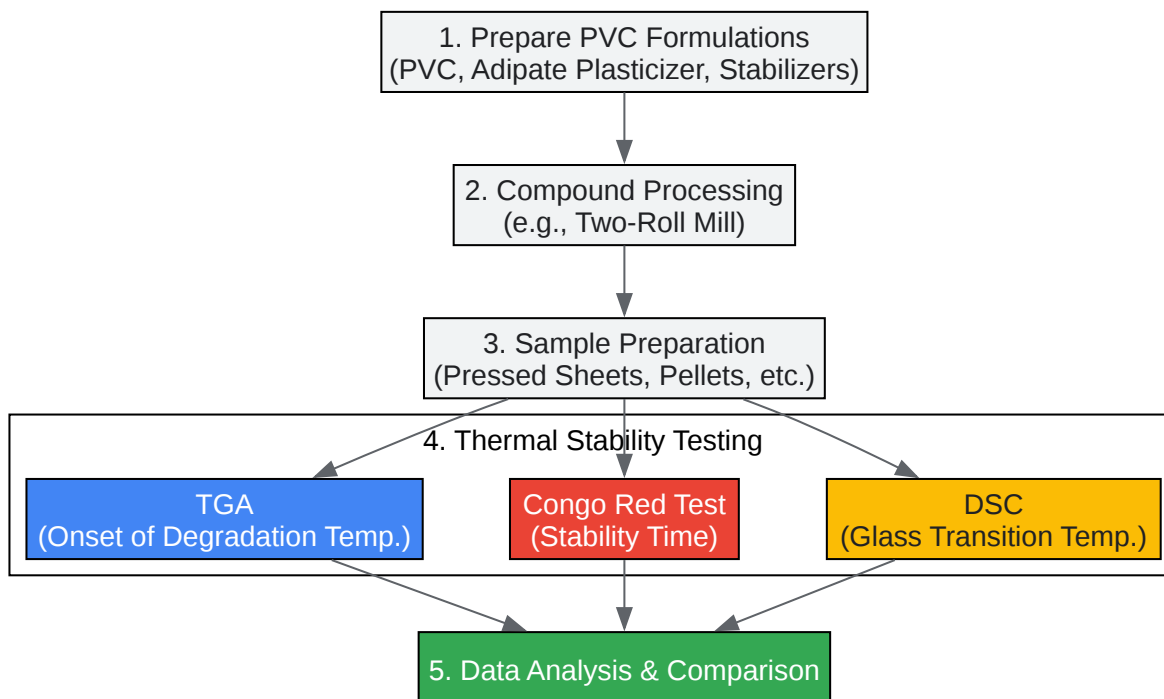 1. Prepare PVC Formulations
(PVC, Adipate Plasticizer, Stabilizers)
2. Compound Processing
(e.g., Two-Roll Mill)
3. Sample Preparation
(Pressed Sheets, Pellets, etc.)
4. Thermal Stability Testing
TGA
(Onset of Degradation Temp.)
Congo Red Test
(Stability Time)
DSC
(Glass Transition Temp.)
5. Data Analysis & Comparison